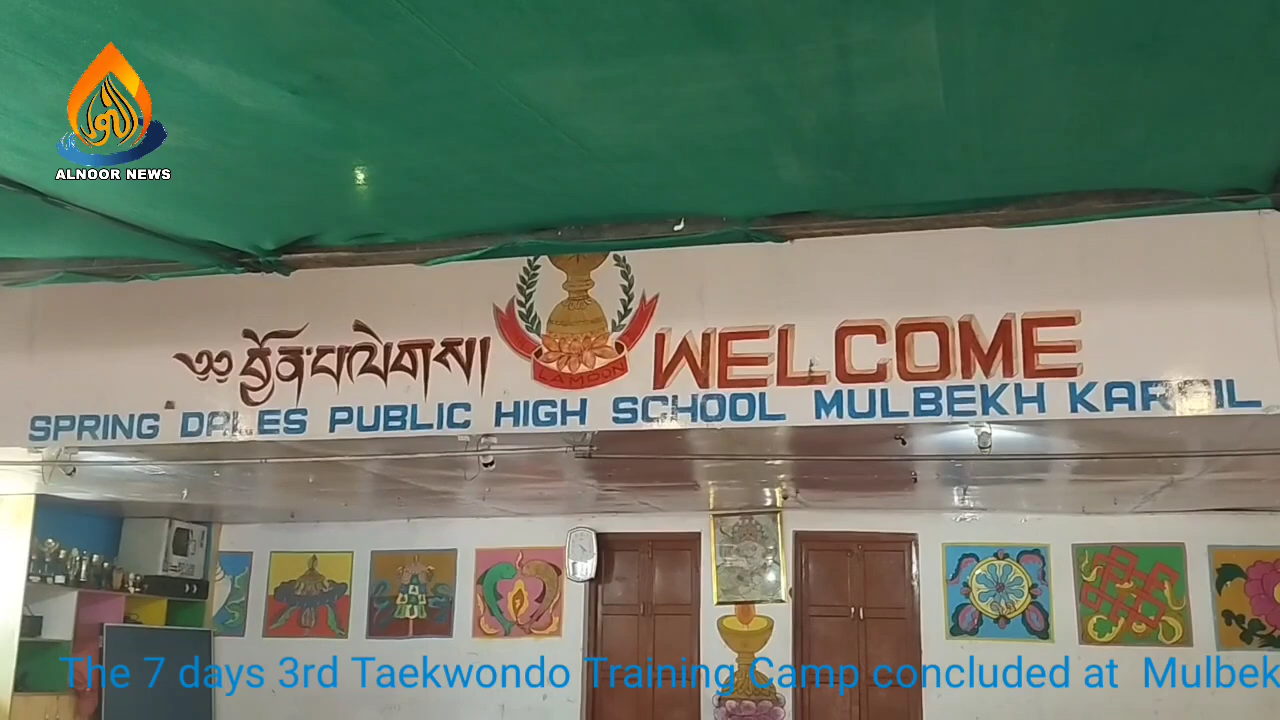 النور
ALNOOR NEWS
༄༅ བྱོན་པ་ལེགས།
WELCOME
LAMDON
SPRING DALES PUBLIC HIGH SCHOOL MULBEKH KARGIL
The 7 days 3rd Taekwondo Training Camp concluded at Mulbek